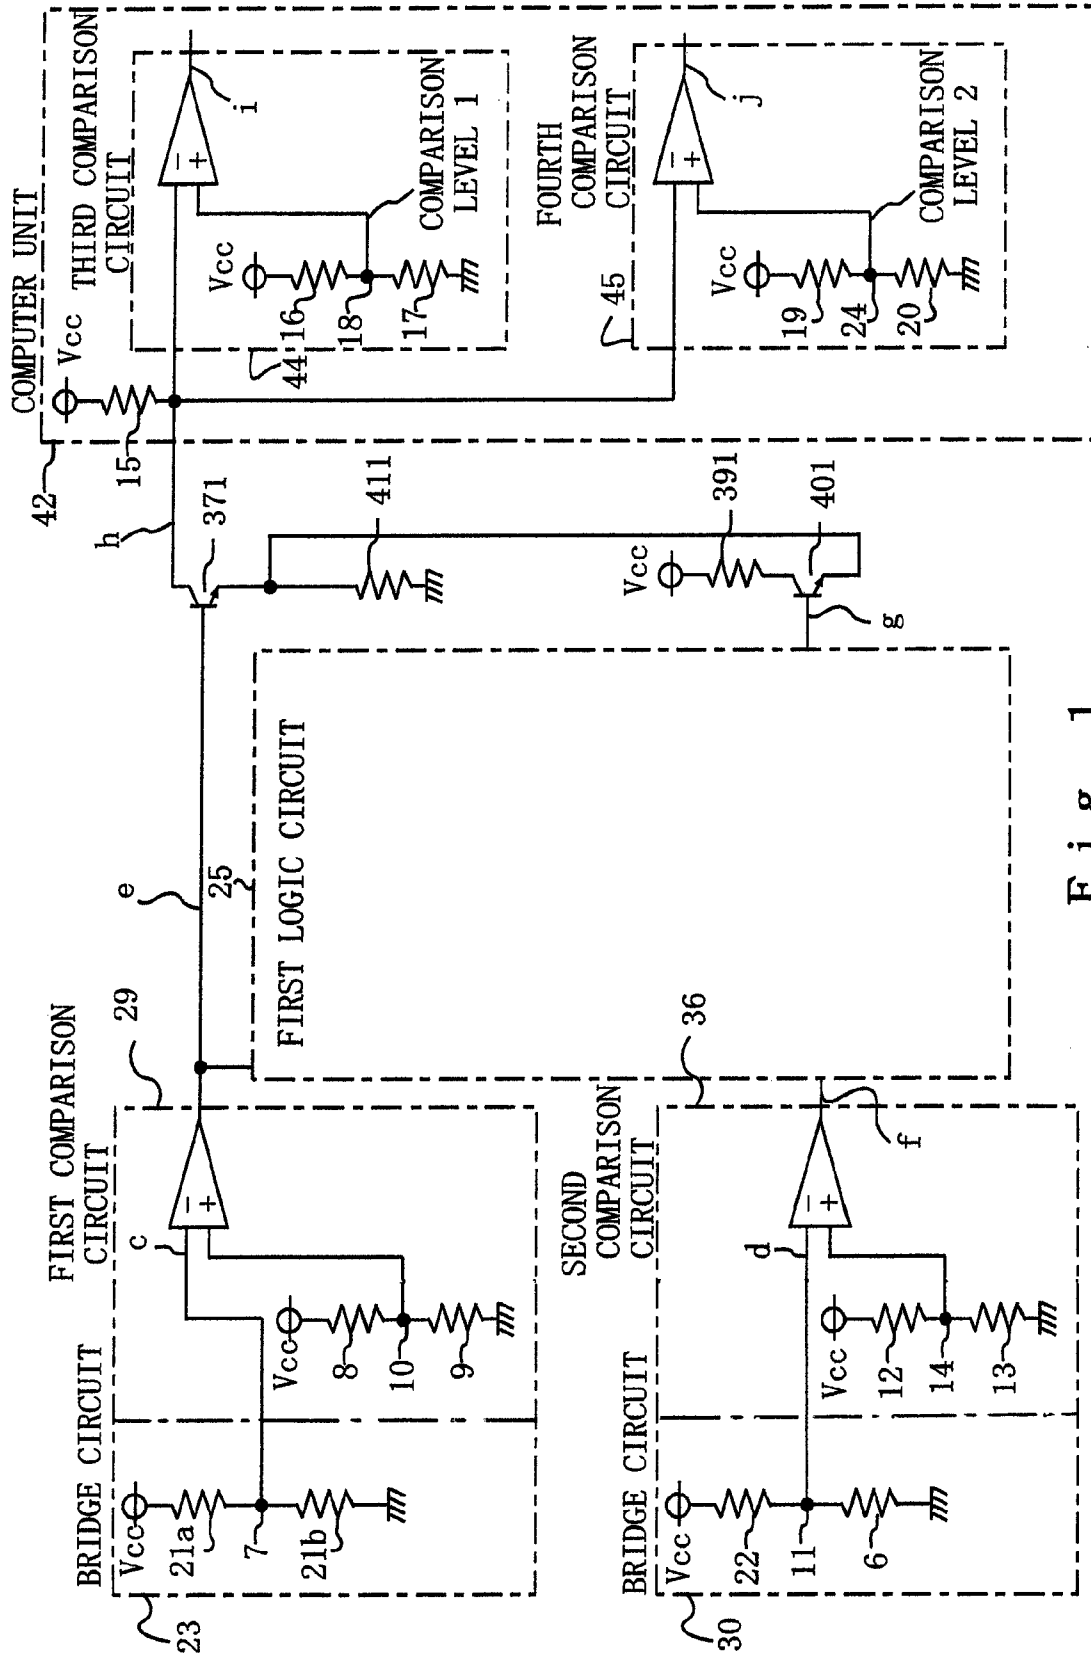 COMPUTER UNIT
42
Vcc
15
h
THIRD COMPARISON
CIRCUIT
44
Vcc
16
18
17
COMPARISON
LEVEL 1
i
FOURTH
COMPARISON
CIRCUIT
45
Vcc
19
24
20
COMPARISON
LEVEL 2
j
371
411
Vcc
391
401
g
e
25
FIRST LOGIC CIRCUIT
FIRST COMPARISON
CIRCUIT
29
c
Vcc
8
10
9
BRIDGE CIRCUIT
Vcc
21a
7
21b
23
SECOND
COMPARISON
CIRCUIT
36
d
f
Vcc
12
14
13
BRIDGE CIRCUIT
Vcc
22
11
6
30
− +
− +
− +
− +
Fig. 1